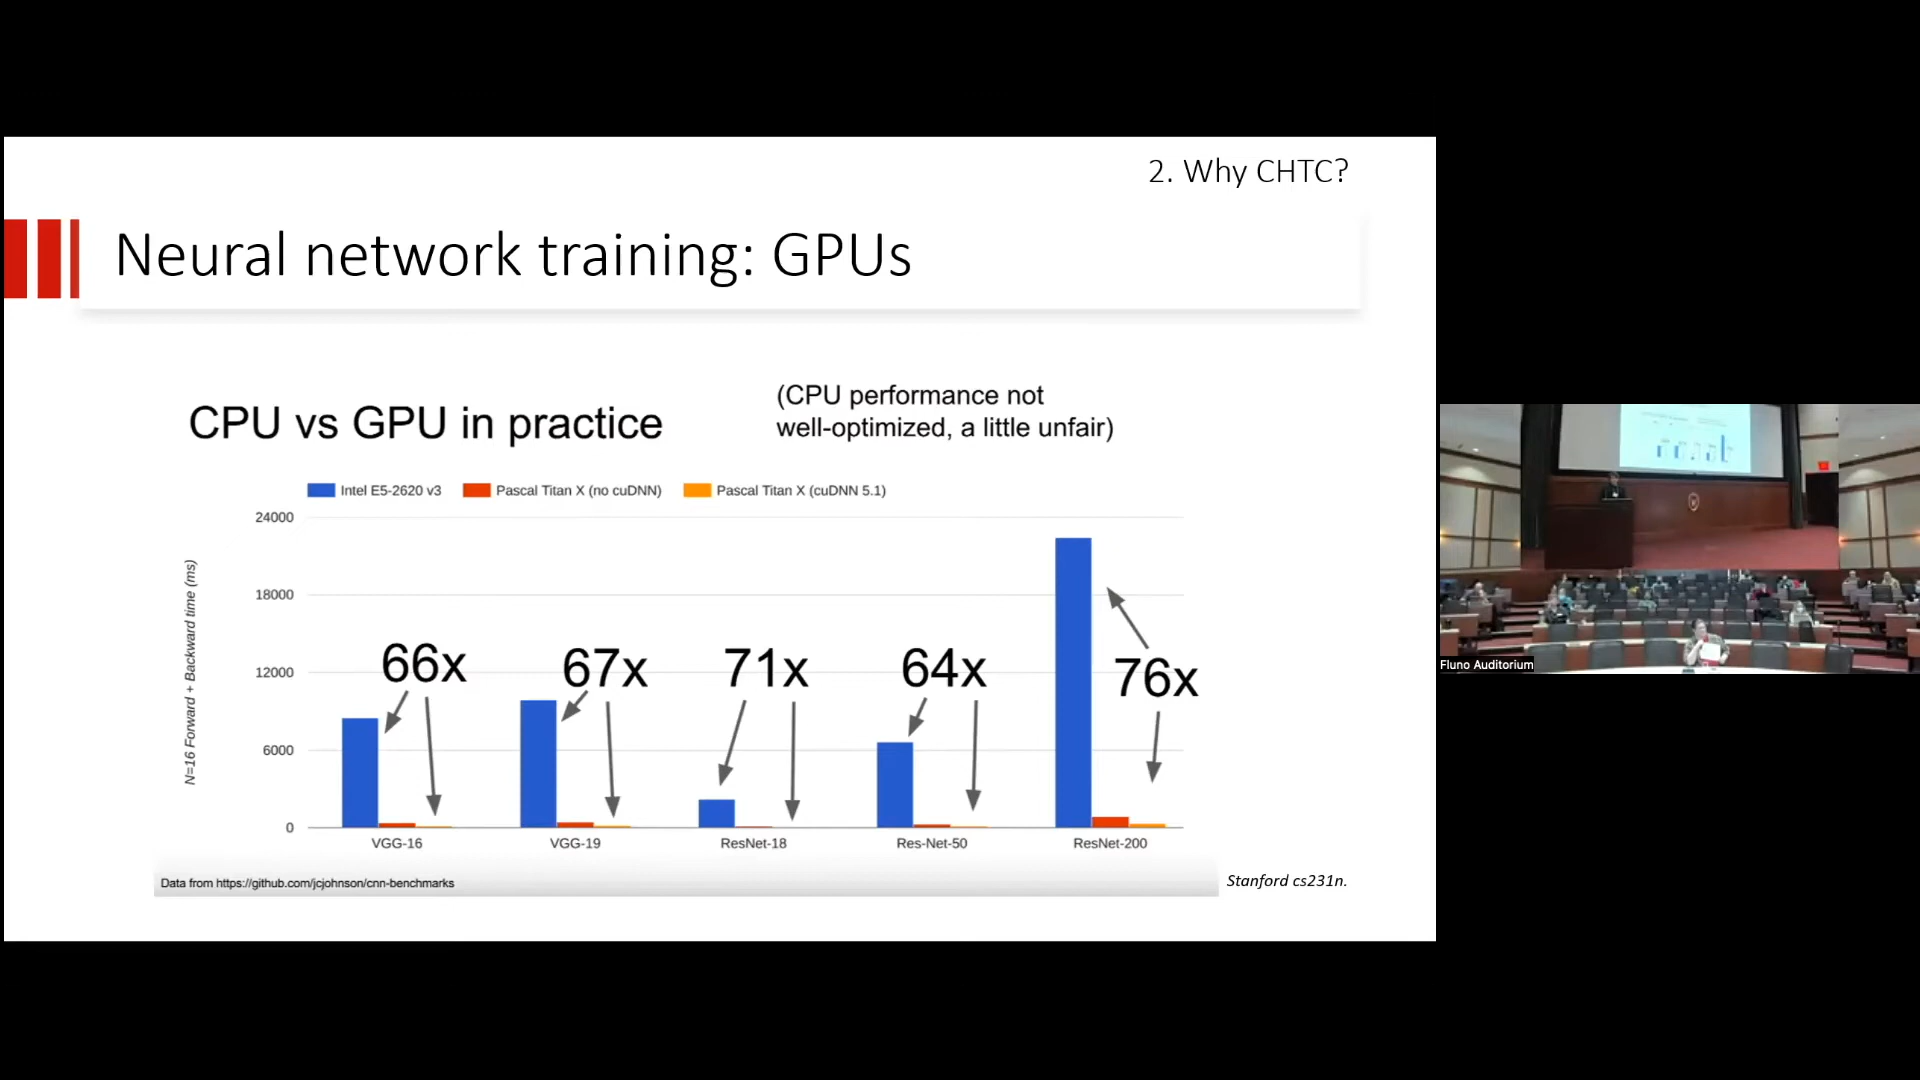 2. Why CHTC?
Neural network training: GPUs
CPU vs GPU in practice
(CPU performance not
well-optimized, a little unfair)
Intel E5-2620 v3
Pascal Titan X (no cuDNN)
Pascal Titan X (cuDNN 5.1)
N=16 Forward + Backward time (ms)
24000
18000
12000
6000
0
66x
67x
71x
64x
76x
VGG-16
VGG-19
ResNet-18
Res-Net-50
ResNet-200
Data from https://github.com/jcjohnson/cnn-benchmarks
Stanford cs231n.
Fluno Auditorium